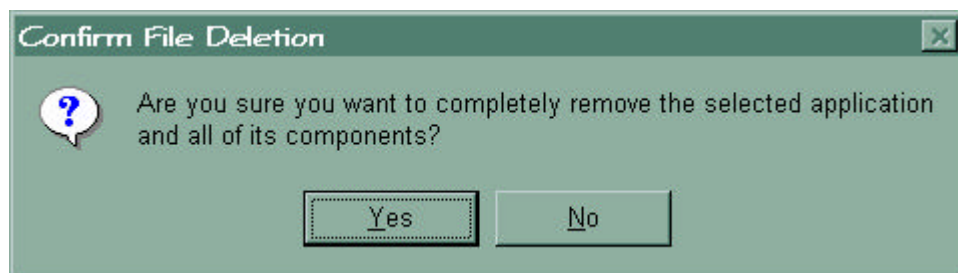 Confirm File Deletion
Are you sure you want to completely remove the selected application
and all of its components?
Yes
No